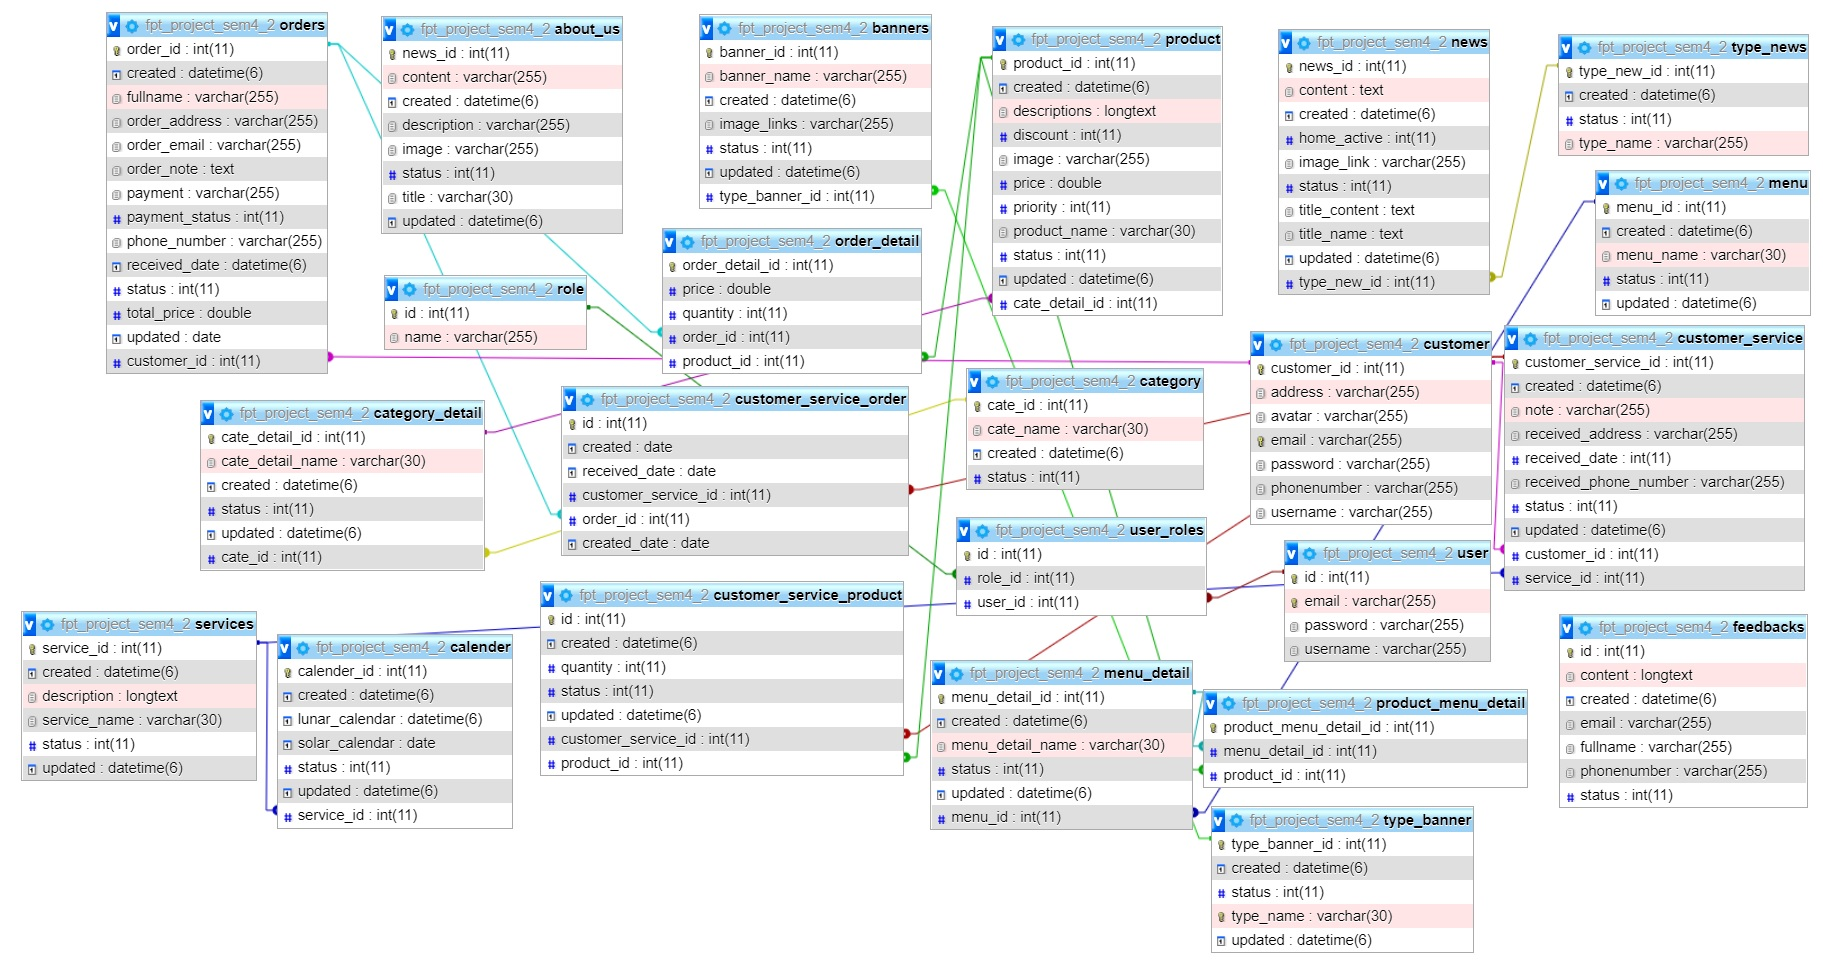 fpt_project_sem4_2 orders
order_id : int(11)
created : datetime(6)
fullname : varchar(255)
order_address : varchar(255)
order_email : varchar(255)
order_note : text
payment : varchar(255)
payment_status : int(11)
phone_number : varchar(255)
received_date : datetime(6)
status : int(11)
total_price : double
updated : date
customer_id : int(11)
fpt_project_sem4_2 about_us
news_id : int(11)
content : varchar(255)
created : datetime(6)
description : varchar(255)
image : varchar(255)
status : int(11)
title : varchar(30)
updated : datetime(6)
fpt_project_sem4_2 banners
banner_id : int(11)
banner_name : varchar(255)
created : datetime(6)
image_links : varchar(255)
status : int(11)
updated : datetime(6)
type_banner_id : int(11)
fpt_project_sem4_2 product
product_id : int(11)
created : datetime(6)
descriptions : longtext
discount : int(11)
image : varchar(255)
price : double
priority : int(11)
product_name : varchar(30)
status : int(11)
updated : datetime(6)
cate_detail_id : int(11)
fpt_project_sem4_2 news
news_id : int(11)
content : text
created : datetime(6)
home_active : int(11)
image_link : varchar(255)
status : int(11)
title_content : text
title_name : text
updated : datetime(6)
type_new_id : int(11)
fpt_project_sem4_2 type_news
type_new_id : int(11)
created : datetime(6)
status : int(11)
type_name : varchar(255)
fpt_project_sem4_2 menu
menu_id : int(11)
created : datetime(6)
menu_name : varchar(30)
status : int(11)
updated : datetime(6)
fpt_project_sem4_2 order_detail
order_detail_id : int(11)
price : double
quantity : int(11)
order_id : int(11)
product_id : int(11)
fpt_project_sem4_2 role
id : int(11)
name : varchar(255)
fpt_project_sem4_2 customer
customer_id : int(11)
address : varchar(255)
avatar : varchar(255)
email : varchar(255)
password : varchar(255)
phonenumber : varchar(255)
username : varchar(255)
fpt_project_sem4_2 customer_service
customer_service_id : int(11)
created : datetime(6)
note : varchar(255)
received_address : varchar(255)
received_date : int(11)
received_phone_number : varchar(255)
status : int(11)
updated : datetime(6)
customer_id : int(11)
service_id : int(11)
fpt_project_sem4_2 category
cate_id : int(11)
cate_name : varchar(30)
created : datetime(6)
status : int(11)
fpt_project_sem4_2 customer_service_order
id : int(11)
created : date
received_date : date
customer_service_id : int(11)
order_id : int(11)
created_date : date
fpt_project_sem4_2 category_detail
cate_detail_id : int(11)
cate_detail_name : varchar(30)
created : datetime(6)
status : int(11)
updated : datetime(6)
cate_id : int(11)
fpt_project_sem4_2 user_roles
id : int(11)
role_id : int(11)
user_id : int(11)
fpt_project_sem4_2 user
id : int(11)
email : varchar(255)
password : varchar(255)
username : varchar(255)
fpt_project_sem4_2 customer_service_product
id : int(11)
created : datetime(6)
quantity : int(11)
status : int(11)
updated : datetime(6)
customer_service_id : int(11)
product_id : int(11)
fpt_project_sem4_2 services
service_id : int(11)
created : datetime(6)
description : longtext
service_name : varchar(30)
status : int(11)
updated : datetime(6)
fpt_project_sem4_2 calender
calender_id : int(11)
created : datetime(6)
lunar_calendar : datetime(6)
solar_calendar : date
status : int(11)
updated : datetime(6)
service_id : int(11)
fpt_project_sem4_2 feedbacks
id : int(11)
content : longtext
created : datetime(6)
email : varchar(255)
fullname : varchar(255)
phonenumber : varchar(255)
status : int(11)
fpt_project_sem4_2 menu_detail
menu_detail_id : int(11)
created : datetime(6)
menu_detail_name : varchar(30)
status : int(11)
updated : datetime(6)
menu_id : int(11)
fpt_project_sem4_2 product_menu_detail
product_menu_detail_id : int(11)
menu_detail_id : int(11)
product_id : int(11)
fpt_project_sem4_2 type_banner
type_banner_id : int(11)
created : datetime(6)
status : int(11)
type_name : varchar(30)
updated : datetime(6)